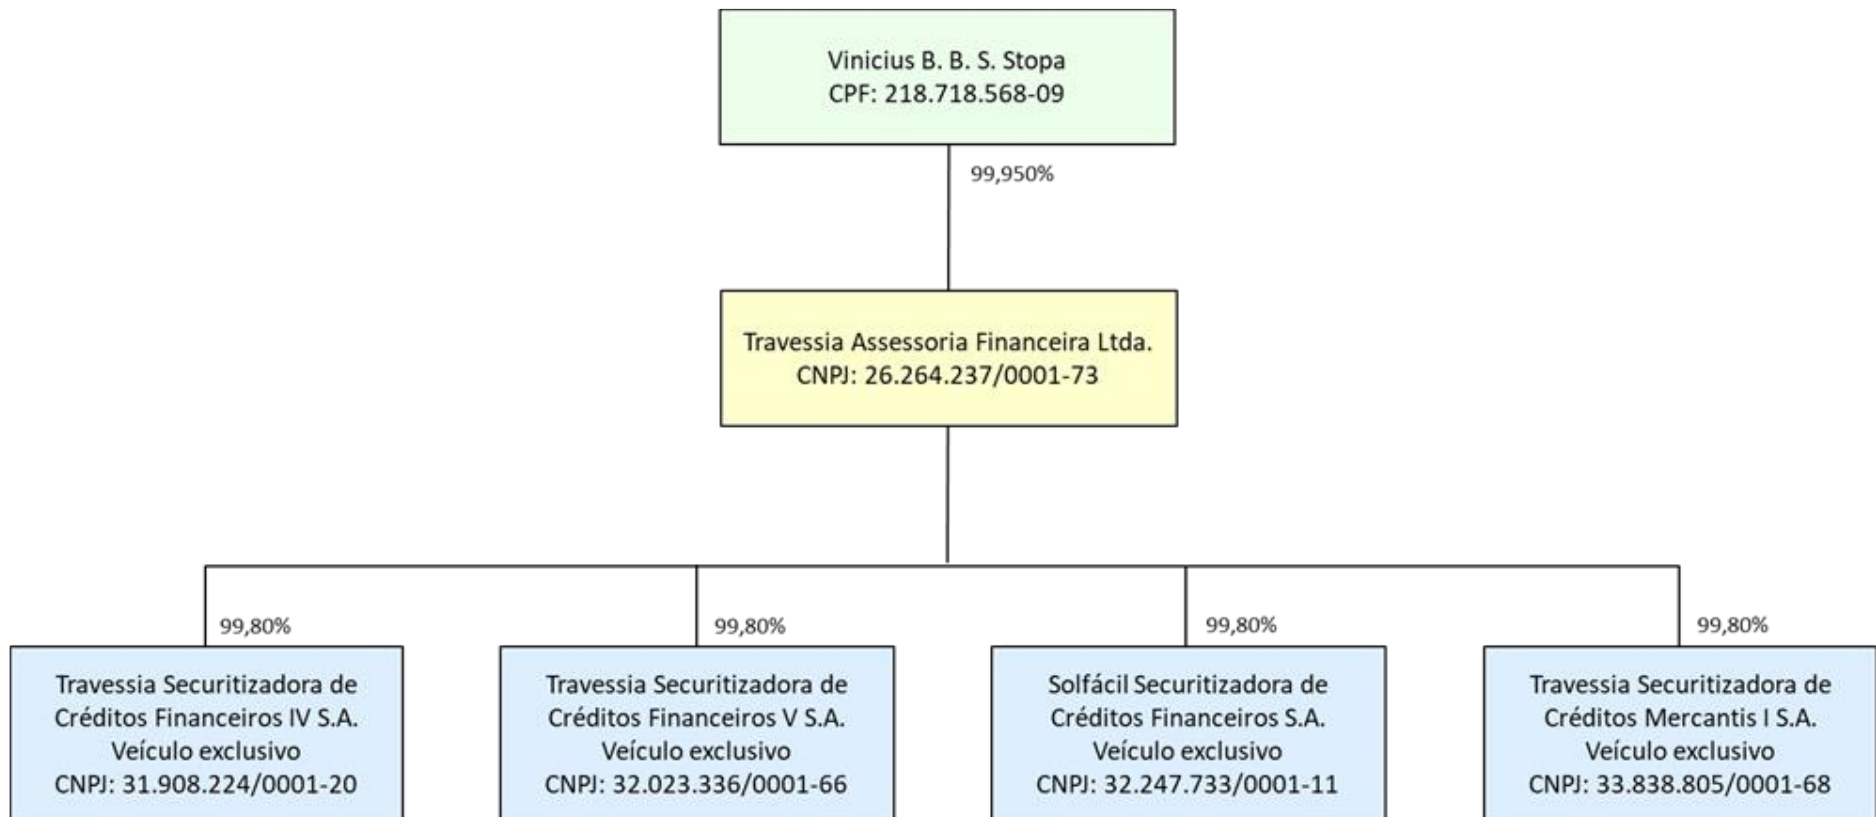 Vinicius B. B. S. Stopa
CPF: 218.718.568-09
99,950%
Travessia Assessoria Financeira Ltda.
CNPJ: 26.264.237/0001-73
99,80%
99,80%
99,80%
99,80%
Travessia Securitizadora de
Créditos Financeiros IV S.A.
Veículo exclusivo
CNPJ: 31.908.224/0001-20
Travessia Securitizadora de
Créditos Financeiros V S.A.
Veículo exclusivo
CNPJ: 32.023.336/0001-66
Solfácil Securitizadora de
Créditos Financeiros S.A.
Veículo exclusivo
CNPJ: 32.247.733/0001-11
Travessia Securitizadora de
Créditos Mercantis I S.A.
Veículo exclusivo
CNPJ: 33.838.805/0001-68